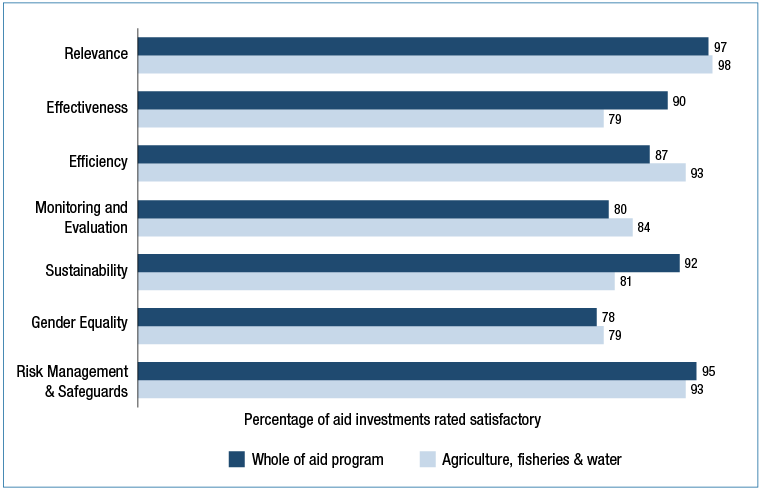 Relevance
97
98
Effectiveness
90
79
Efficiency
87
93
Monitoring and
Evaluation
80
84
Sustainability
92
81
Gender Equality
78
79
Risk Management
& Safeguards
95
93
Percentage of aid investments rated satisfactory
Whole of aid program
Agriculture, fisheries & water